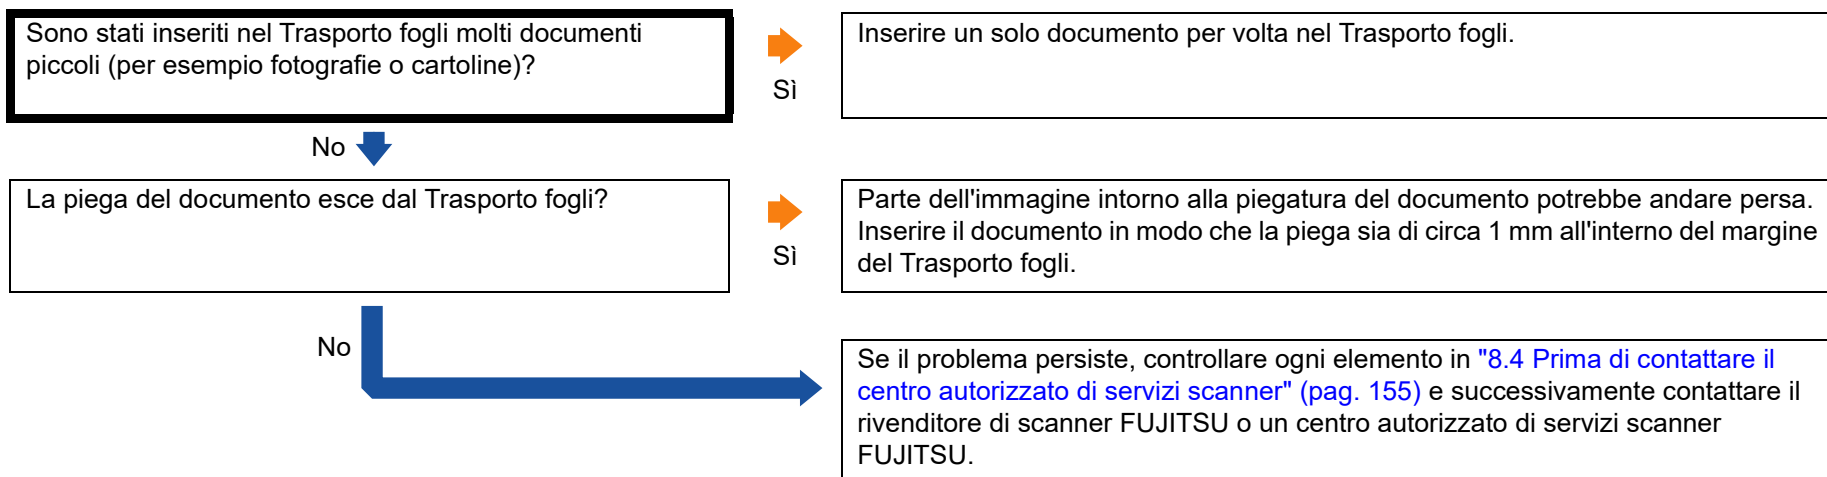 Sono stati inseriti nel Trasporto fogli molti documenti
piccoli (per esempio fotografie o cartoline)?
Sì
Inserire un solo documento per volta nel Trasporto fogli.
No
La piega del documento esce dal Trasporto fogli?
Sì
Parte dell'immagine intorno alla piegatura del documento potrebbe andare persa.
Inserire il documento in modo che la piega sia di circa 1 mm all'interno del margine
del Trasporto fogli.
No
Se il problema persiste, controllare ogni elemento in "8.4 Prima di contattare il
centro autorizzato di servizi scanner" (pag. 155) e successivamente contattare il
rivenditore di scanner FUJITSU o un centro autorizzato di servizi scanner
FUJITSU.